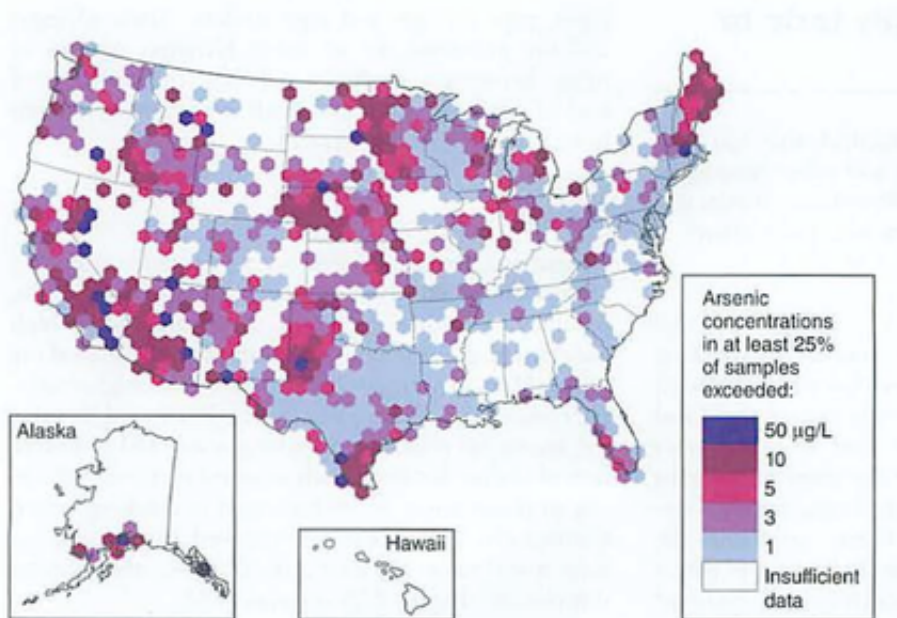 Alaska
Hawaii
Arsenic
concentrations
in at least 25%
of samples
exceeded:
50 µg/L
10
5
3
1
Insufficient
data